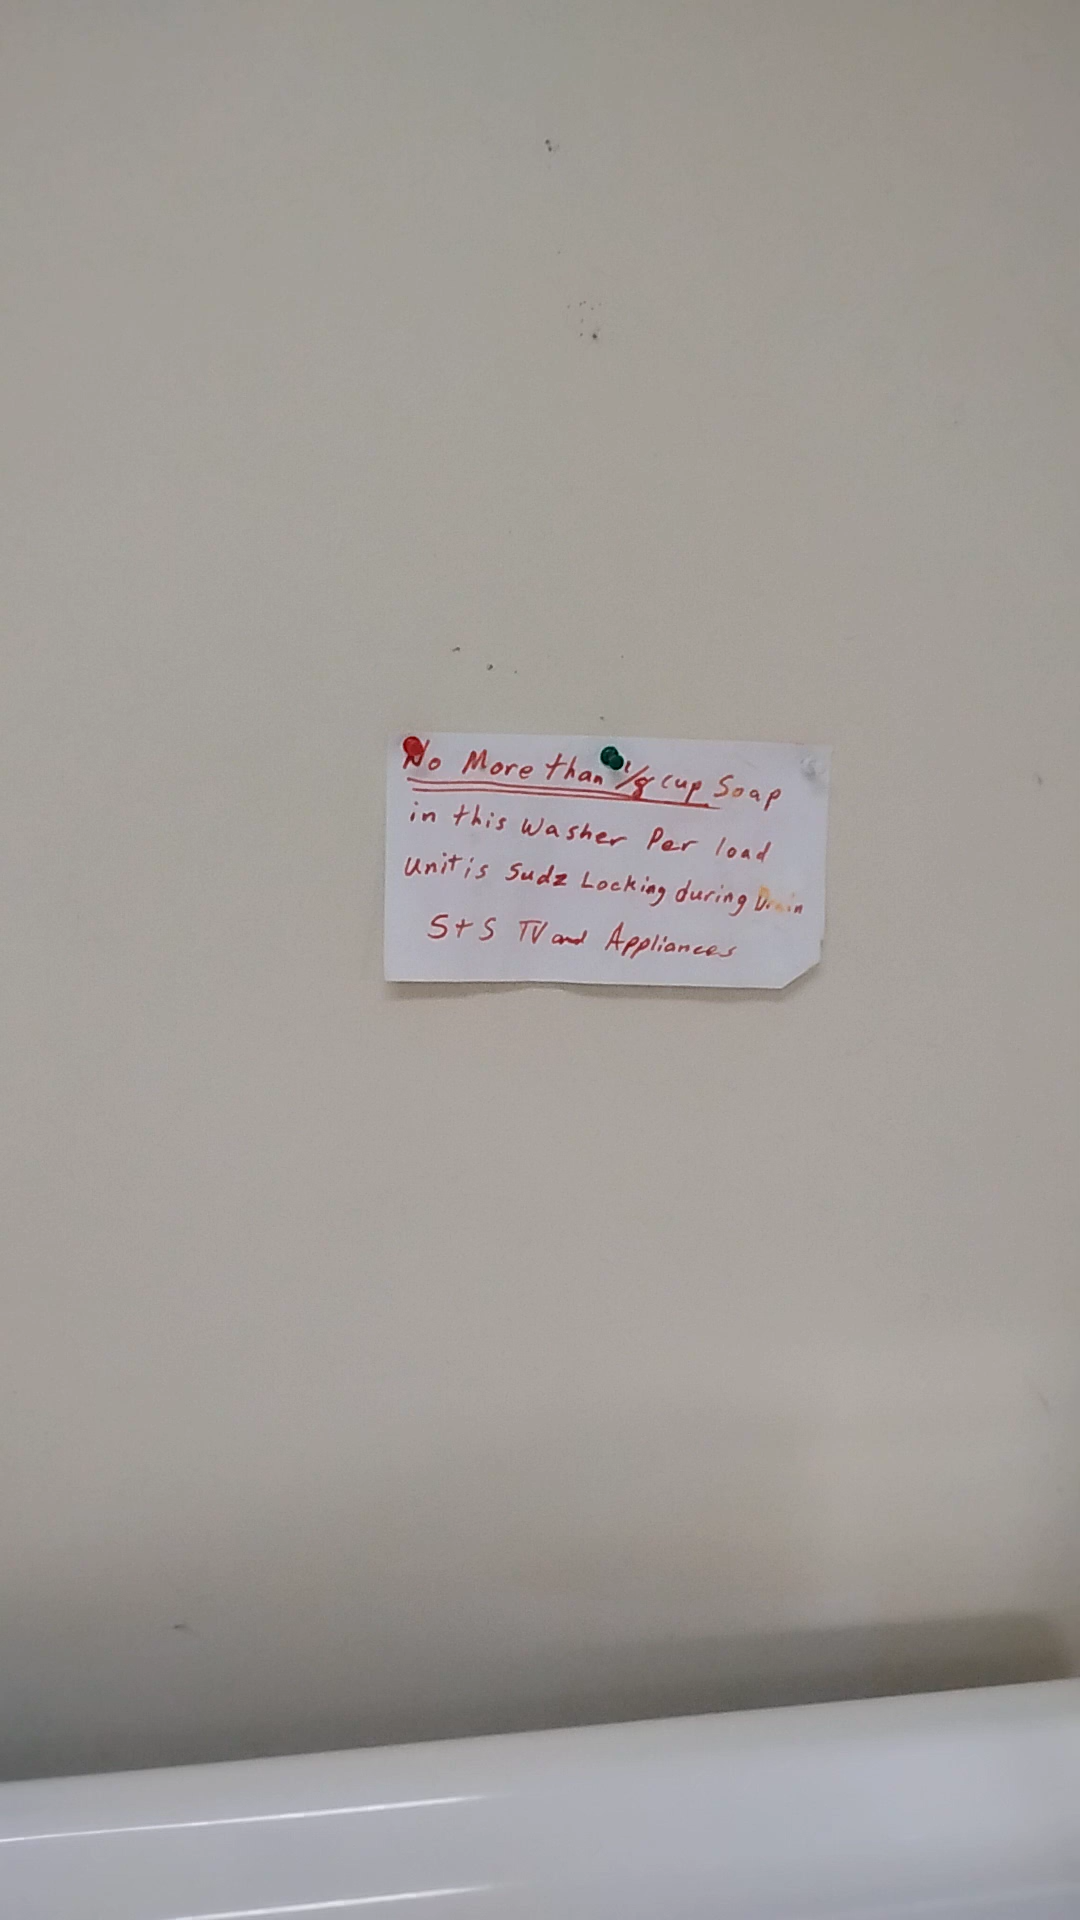 No More than 1/8 cup Soap
in this Washer Per load
Unit is Sudz Locking during Drain
S+S TV and Appliances